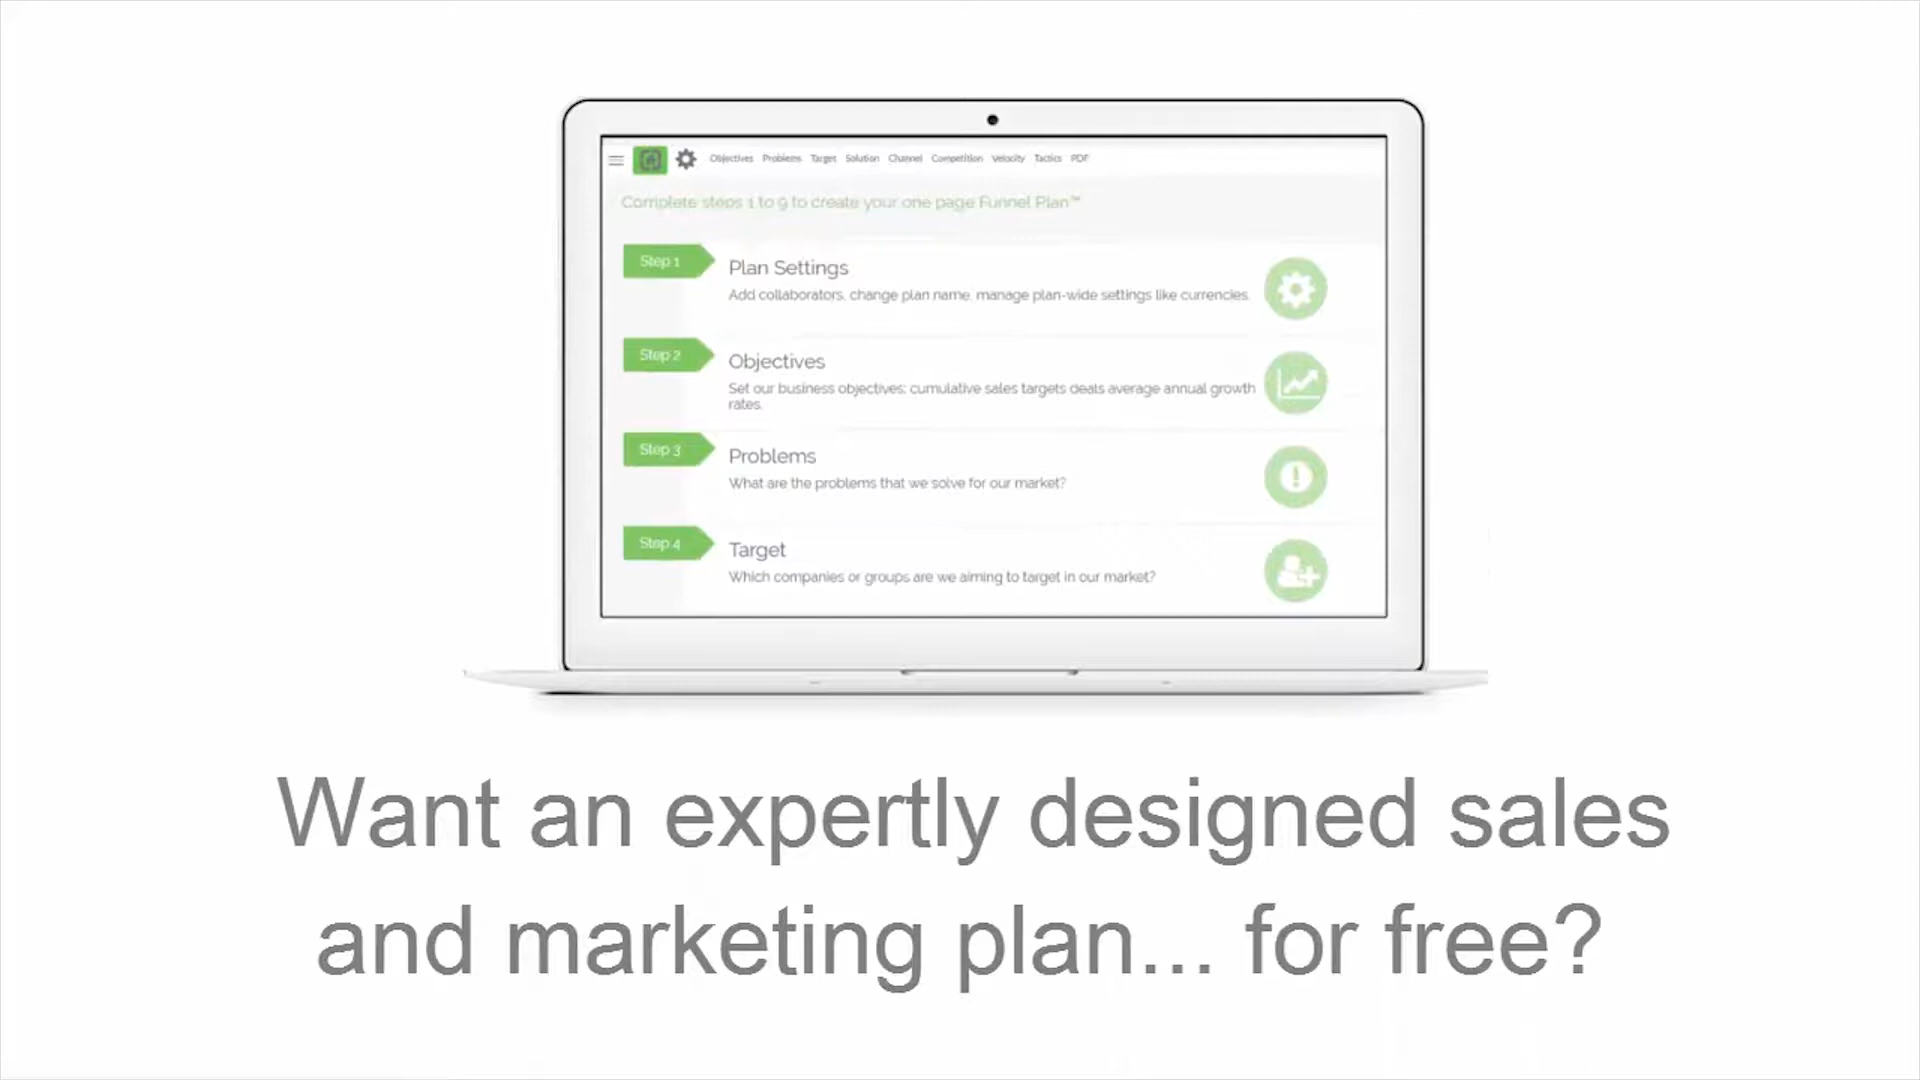 Objectives Problems Target Solution Channel Competition Velocity Tactics PDF
Complete steps 1 to 9 to create your one page Funnel Plan™
Step 1
Plan Settings
Add collaborators, change plan name, manage plan-wide settings like currencies.
Step 2
Objectives
Set our business objectives; cumulative sales targets deals average annual growth
rates.
Step 3
Problems
What are the problems that we solve for our market?
Step 4
Target
Which companies or groups are we aiming to target in our market?
Want an expertly designed sales
and marketing plan... for free?